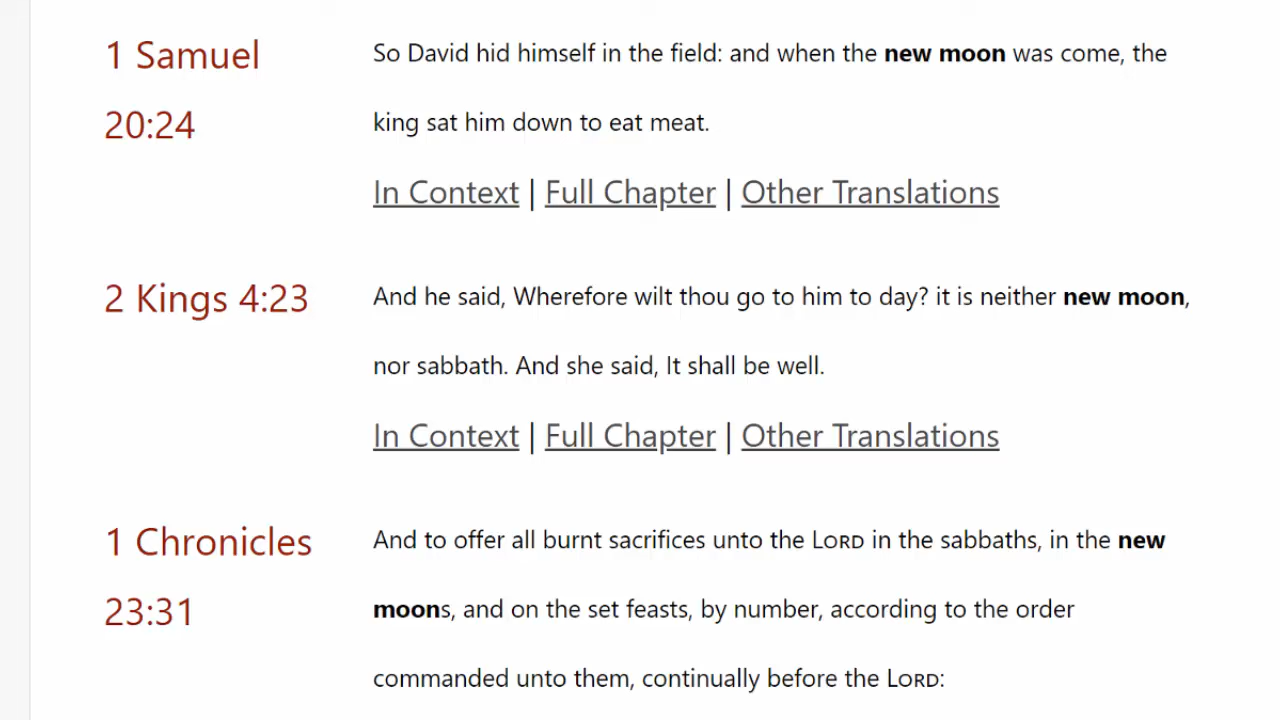 1 Samuel
20:24
So David hid himself in the field: and when the new moon was come, the
king sat him down to eat meat.
In Context | Full Chapter | Other Translations
2 Kings 4:23
And he said, Wherefore wilt thou go to him to day? it is neither new moon,
nor sabbath. And she said, It shall be well.
In Context | Full Chapter | Other Translations
1 Chronicles
23:31
And to offer all burnt sacrifices unto the LORD in the sabbaths, in the new
moons, and on the set feasts, by number, according to the order
commanded unto them, continually before the LORD: